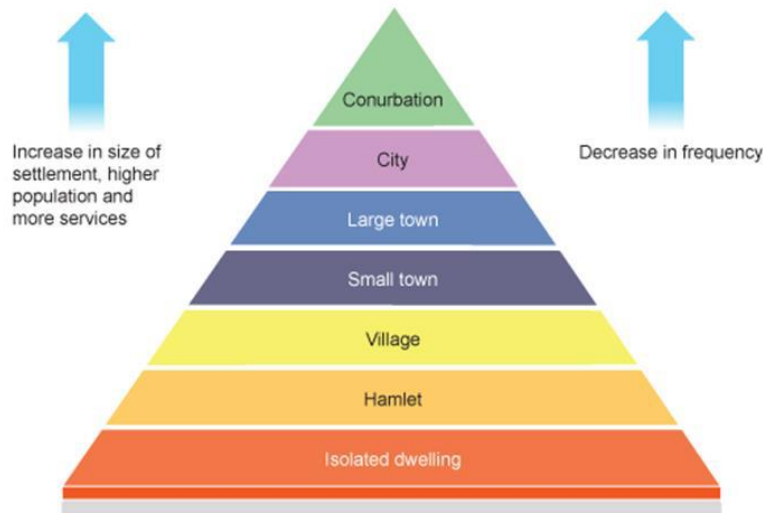 Conurbation
Increase in size of
settlement, higher
population and
more services
Decrease in frequency
City
Large town
Small town
Village
Hamlet
Isolated dwelling